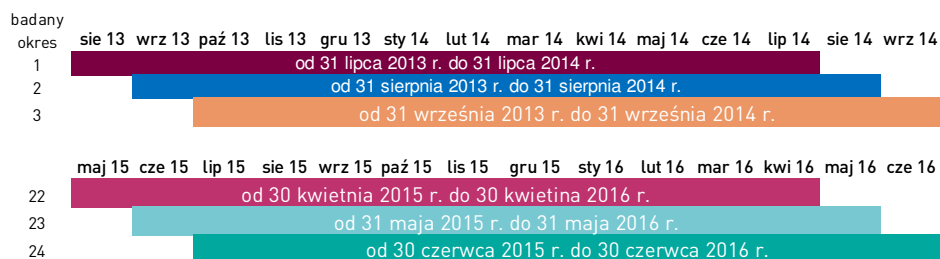 badany
okres sie 13 wrz 13 paź 13 lis 13 gru 13 sty 14 lut 14 mar 14 kwi 14 maj 14 cze 14 lip 14 sie 14 wrz 14
1 od 31 lipca 2013 r. do 31 lipca 2014 r.
2 od 31 sierpnia 2013 r. do 31 sierpnia 2014 r.
3 od 31 września 2013 r. do 31 września 2014 r.
maj 15 cze 15 lip 15 sie 15 wrz 15 paź 15 lis 15 gru 15 sty 16 lut 16 mar 16 kwi 16 maj 16 cze 16
22 od 30 kwietnia 2015 r. do 30 kwietina 2016 r.
23 od 31 maja 2015 r. do 31 maja 2016 r.
24 od 30 czerwca 2015 r. do 30 czerwca 2016 r.